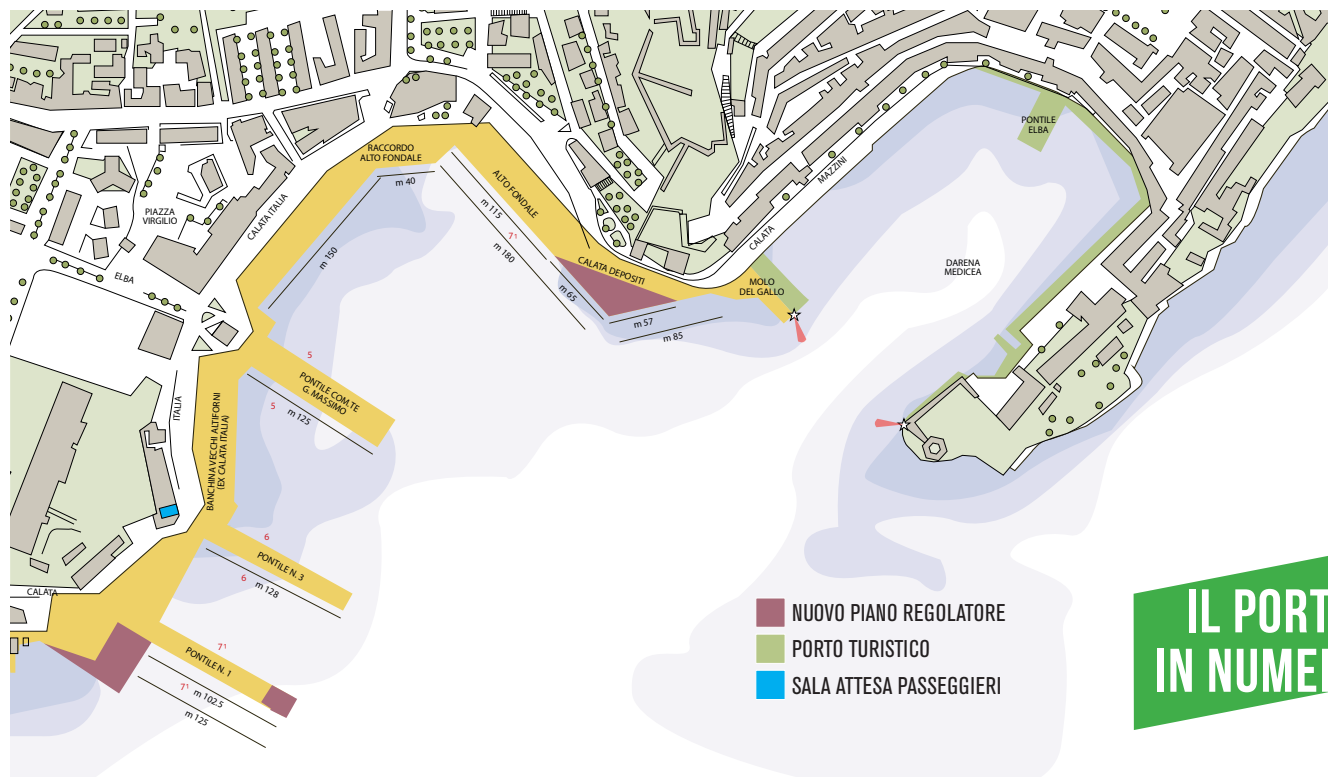 RACCORDO
ALTO FONDALE
m 40
ALTO FONDALE
m 115
7¹
m 180
m 150
CALATA ITALIA
PIAZZA
VIRGILIO
ELBA
CALATA DEPOSITI
m 65
m 57
m 85
MOLO
DEL GALLO
CALATA
MAZZINI
PONTILE
ELBA
DARENA
MEDICEA
5
PONTILE COM.TE
G. MASSIMO
5
m 125
ITALIA
BANCHINA VECCHI ALTIFORNI
(EX CALATA ITALIA)
6
PONTILE N. 3
6
m 128
CALATA
7¹
PONTILE N. 1
7¹
m 102.5
m 125
NUOVO PIANO REGOLATORE
PORTO TURISTICO
SALA ATTESA PASSEGGIERI
IL PORT
IN NUME